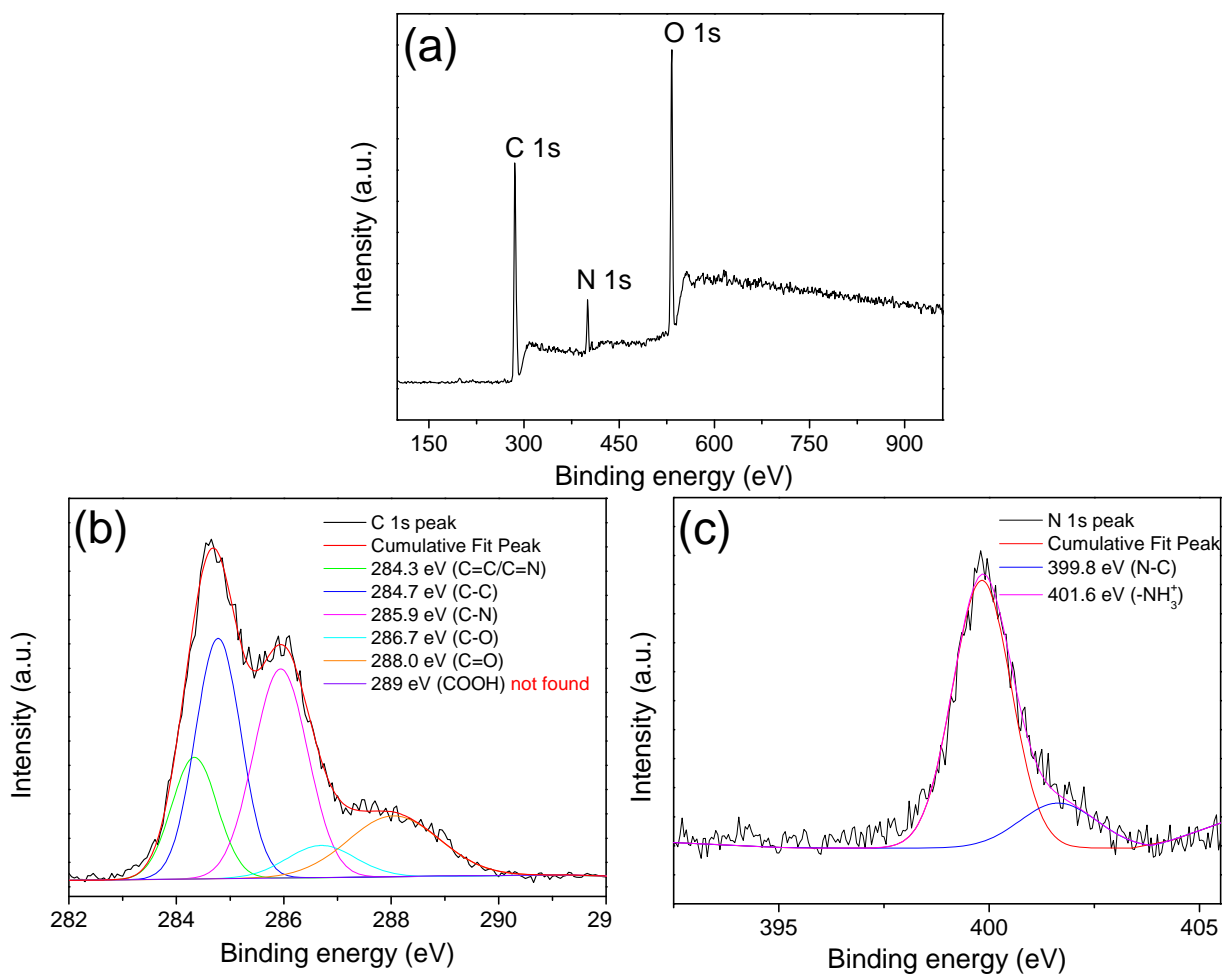 (a)
O 1s
C 1s
N 1s
Intensity (a.u.)
150 300 450 600 750 900
Binding energy (eV)
(b)
C 1s peak
Cumulative Fit Peak
284.3 eV (C=C/C=N)
284.7 eV (C-C)
285.9 eV (C-N)
286.7 eV (C-O)
288.0 eV (C=O)
289 eV (COOH) not found
Intensity (a.u.)
282 284 286 288 290 29
Binding energy (eV)
(c)
N 1s peak
Cumulative Fit Peak
399.8 eV (N-C)
401.6 eV (-NH₃⁺)
Intensity (a.u.)
395 400 405
Binding energy (eV)